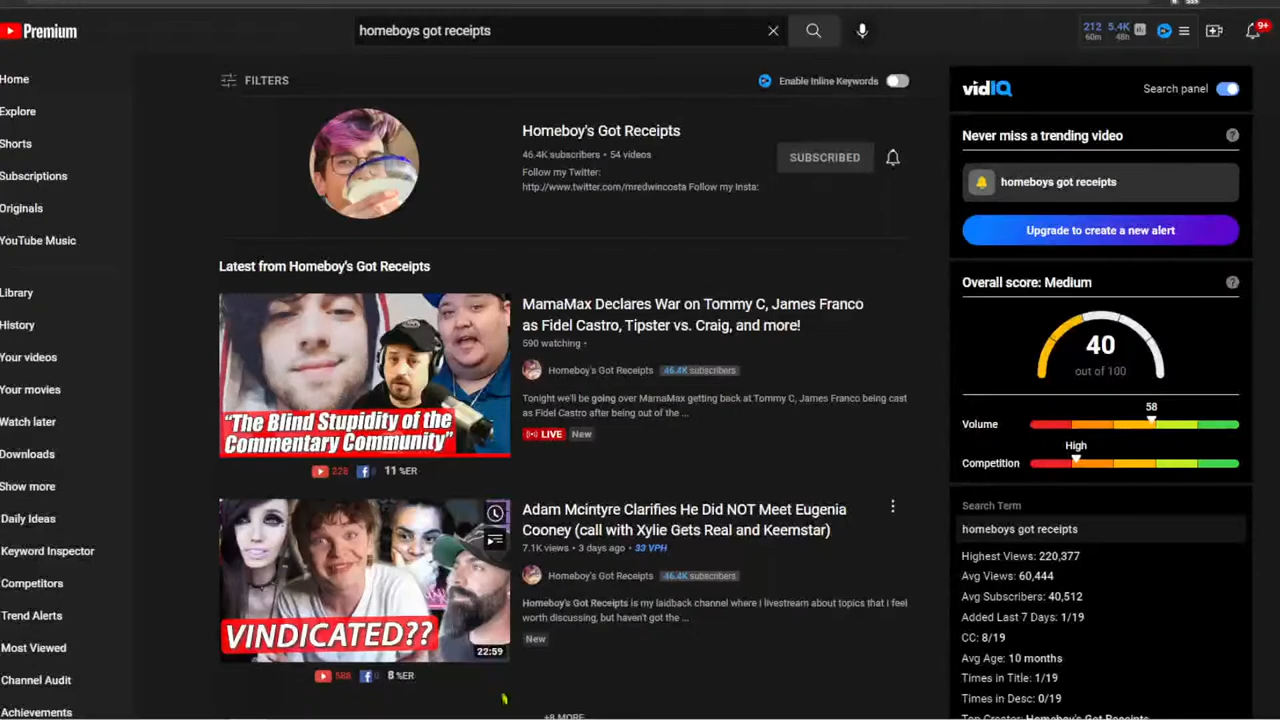 Premium
homeboys got receipts
212
60m
5.4K
48h
9+
Home
Explore
Shorts
Subscriptions
Originals
YouTube Music
Library
History
Your videos
Your movies
Watch later
Downloads
Show more
Daily Ideas
Keyword Inspector
Competitors
Trend Alerts
Most Viewed
Channel Audit
Achievements
FILTERS
Enable Inline Keywords
Homeboy's Got Receipts
46.4K subscribers • 54 videos
Follow my Twitter:
http://www.twitter.com/mredwincosta Follow my Insta:
SUBSCRIBED
Latest from Homeboy's Got Receipts
"The Blind Stupidity of the
Commentary Community"
228
11 %ER
MamaMax Declares War on Tommy C, James Franco
as Fidel Castro, Tipster vs. Craig, and more!
590 watching •
Homeboy's Got Receipts 46.4K subscribers
Tonight we'll be going over MamaMax getting back at Tommy C, James Franco being cast
as Fidel Castro after being out of the ...
LIVE New
VINDICATED??
22:59
588
8 %ER
Adam Mcintyre Clarifies He Did NOT Meet Eugenia
Cooney (call with Xylie Gets Real and Keemstar)
7.1K views • 3 days ago • 33 VPH
Homeboy's Got Receipts 46.4K subscribers
Homeboy's Got Receipts is my laidback channel where I livestream about topics that I feel
worth discussing, but haven't got the ...
New
+8 MORE
vidIQ
Search panel
Never miss a trending video
homeboys got receipts
Upgrade to create a new alert
Overall score: Medium
40
out of 100
58
Volume
High
Competition
Search Term
homeboys got receipts
Highest Views: 220,377
Avg Views: 60,444
Avg Subscribers: 40,512
Added Last 7 Days: 1/19
CC: 8/19
Avg Age: 10 months
Times in Title: 1/19
Times in Desc: 0/19
Top Creator: Homeboy's Got Receipts